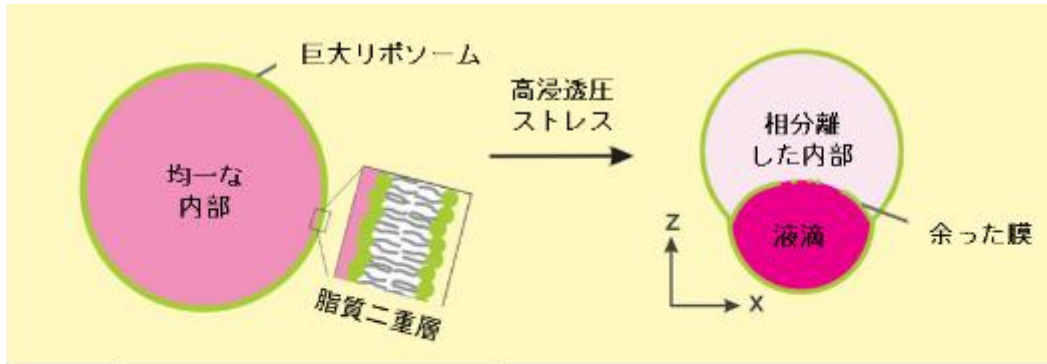 巨大リポソーム
均一な
内部
脂質二重層
高浸透圧
ストレス
相分離
した内部
液滴
余った膜
Z
X